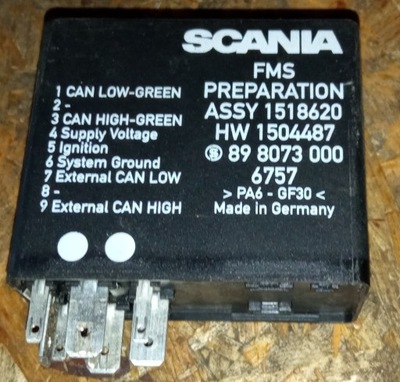 SCANIA
FMS
PREPARATION
ASSY 1518620
HW 1504487
89 8073 000
6757
> PA6 - GF30 <
Made in Germany
1 CAN LOW-GREEN
2 -
3 CAN HIGH-GREEN
4 Supply Voltage
5 Ignition
6 System Ground
7 External CAN LOW
8 -
9 External CAN HIGH